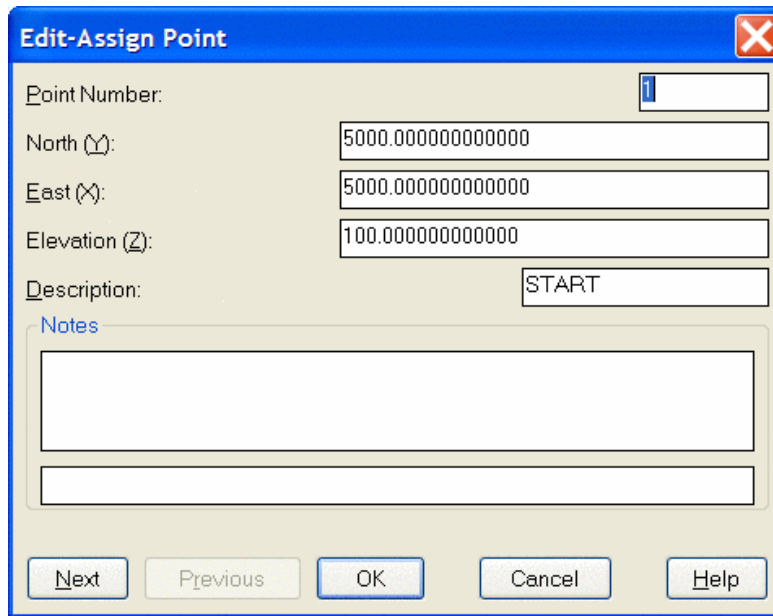 Edit-Assign Point
Point Number: 1
North (Y): 5000.000000000000
East (X): 5000.000000000000
Elevation (Z): 100.000000000000
Description: START
Notes
Next Previous OK Cancel Help